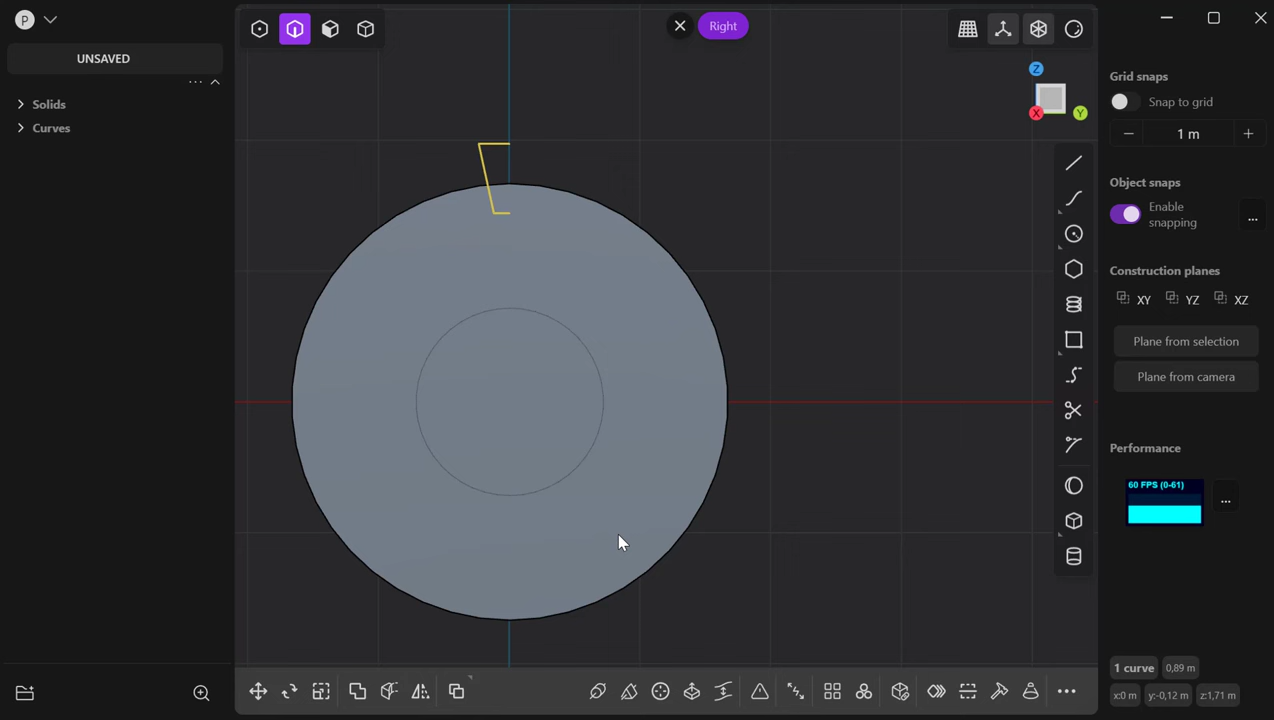 P
UNSAVED
Solids
Curves
Right
Z
X
Y
Grid snaps
Snap to grid
1 m
Object snaps
Enable
snapping
...
Construction planes
XY
YZ
XZ
Plane from selection
Plane from camera
Performance
60 FPS (0-61)
...
1 curve
0,89 m
x:0 m
y:-0,12 m
z:1,71 m